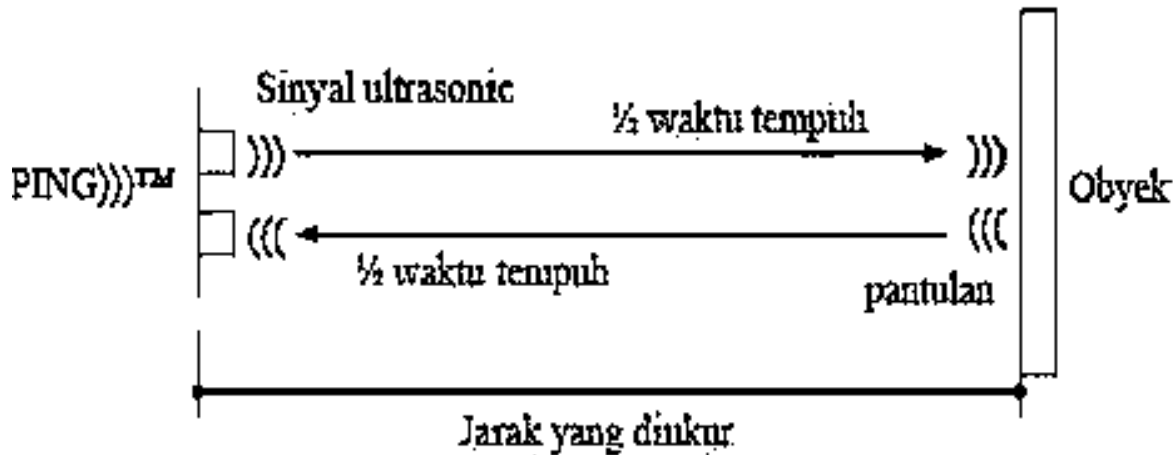 Sinyal ultrasonic
½ waktu tempuh
PING)))™
Obyek
½ waktu tempuh
pantulan
Jarak yang diukur